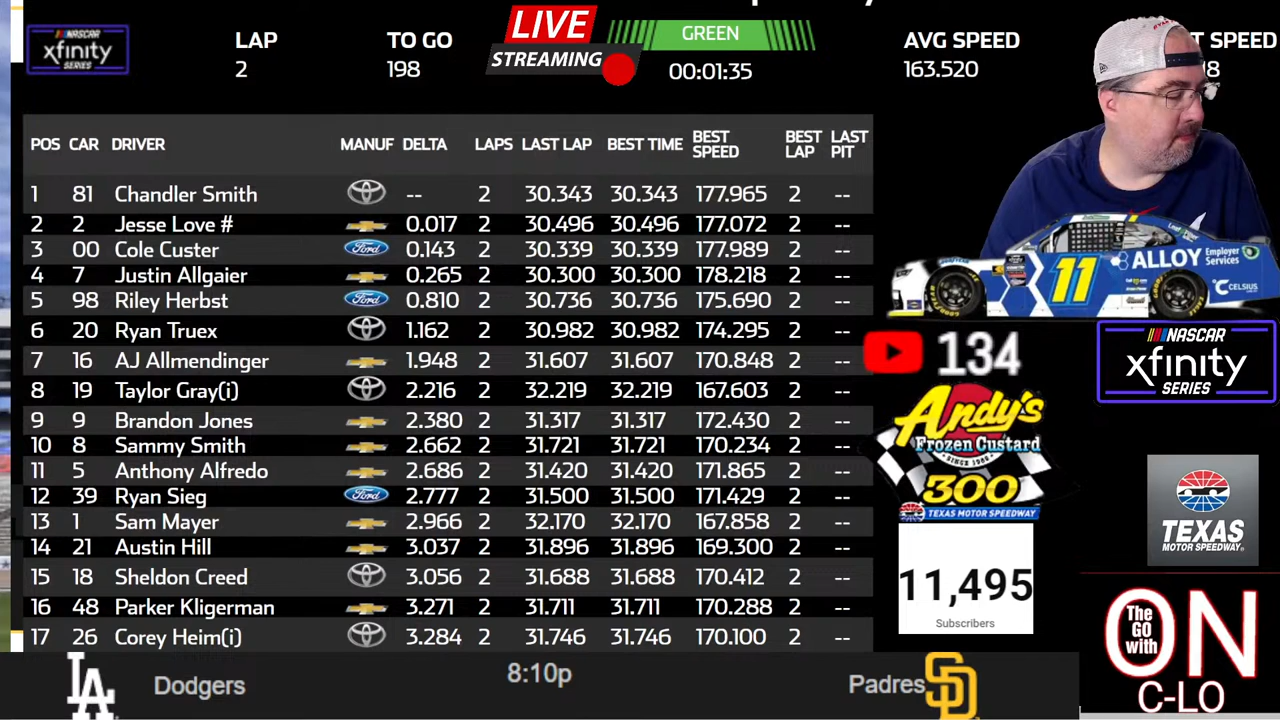 LIVE
STREAMING
NASCAR
xfinity
SERIES
LAP
2
TO GO
198
GREEN
00:01:35
AVG SPEED
163.520
SPEED
POS CAR DRIVER MANUF DELTA LAPS LAST LAP BEST TIME BEST SPEED BEST LAP LAST PIT
1 81 Chandler Smith -- 2 30.343 30.343 177.965 2 --
2 2 Jesse Love # 0.017 2 30.496 30.496 177.072 2 --
3 00 Cole Custer Ford 0.143 2 30.339 30.339 177.989 2 --
4 7 Justin Allgaier 0.265 2 30.300 30.300 178.218 2 --
5 98 Riley Herbst Ford 0.810 2 30.736 30.736 175.690 2 --
6 20 Ryan Truex 1.162 2 30.982 30.982 174.295 2 --
7 16 AJ Allmendinger 1.948 2 31.607 31.607 170.848 2 --
8 19 Taylor Gray(i) 2.216 2 32.219 32.219 167.603 2 --
9 9 Brandon Jones 2.380 2 31.317 31.317 172.430 2 --
10 8 Sammy Smith 2.662 2 31.721 31.721 170.234 2 --
11 5 Anthony Alfredo 2.686 2 31.420 31.420 171.865 2 --
12 39 Ryan Sieg Ford 2.777 2 31.500 31.500 171.429 2 --
13 1 Sam Mayer 2.966 2 32.170 32.170 167.858 2 --
14 21 Austin Hill 3.037 2 31.896 31.896 169.300 2 --
15 18 Sheldon Creed 3.056 2 31.688 31.688 170.412 2 --
16 48 Parker Kligerman 3.271 2 31.711 31.711 170.288 2 --
17 26 Corey Heim(i) 3.284 2 31.746 31.746 170.100 2 --
11
ALLOY Employer Services
CELSIUS
134
NASCAR
xfinity
SERIES
Andy's
Frozen Custard
SINCE 1986
300
TEXAS MOTOR SPEEDWAY
TEXAS
MOTOR SPEEDWAY
11,495
Subscribers
The GO with
ON
C-LO
LA Dodgers
8:10p
Padres SD